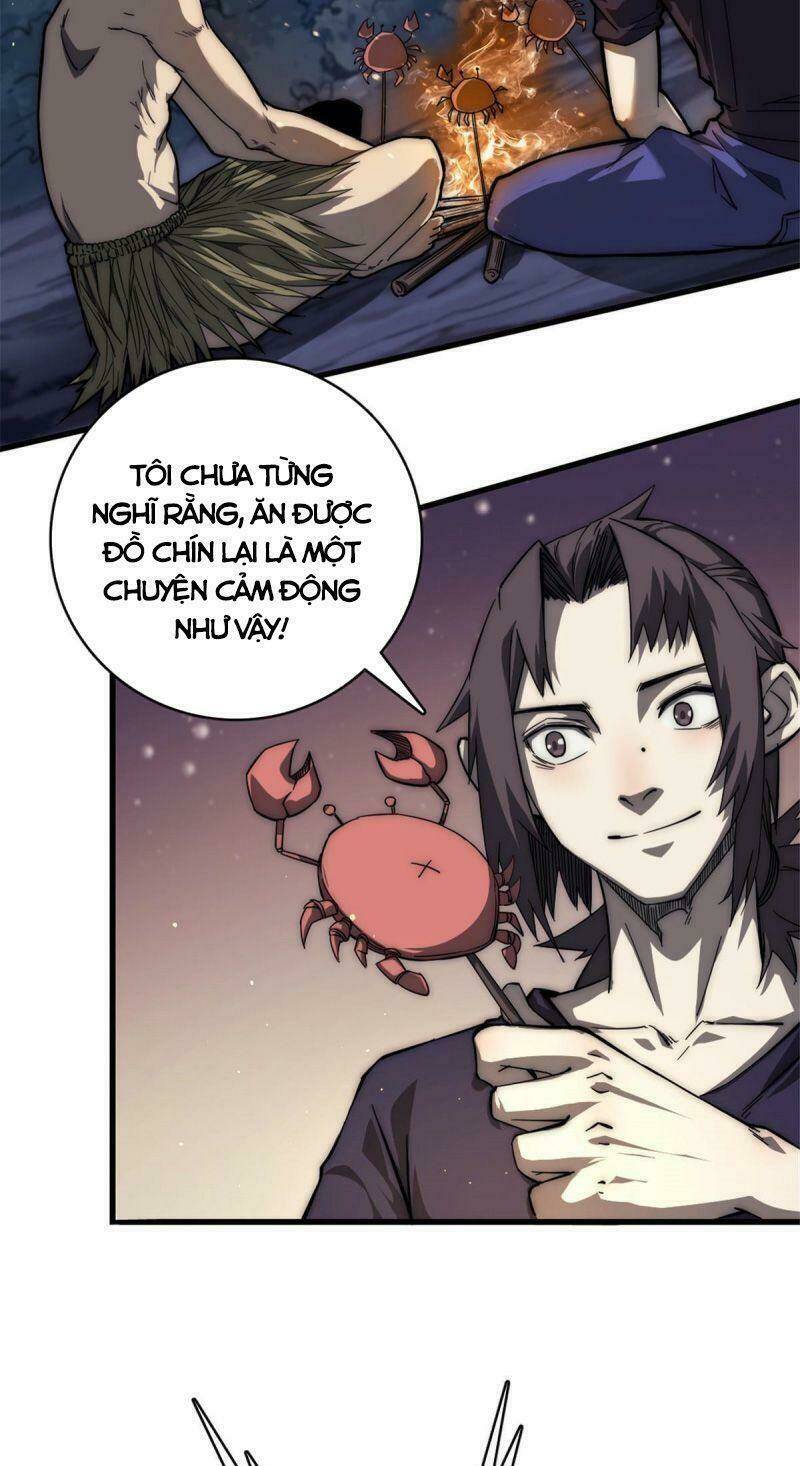 TÔI CHƯA TỪNG
NGHĨ RẰNG, ĂN ĐƯỢC
ĐỒ CHÍN LẠI LÀ MỘT
CHUYỆN CẢM ĐỘNG
NHƯ VẬY!